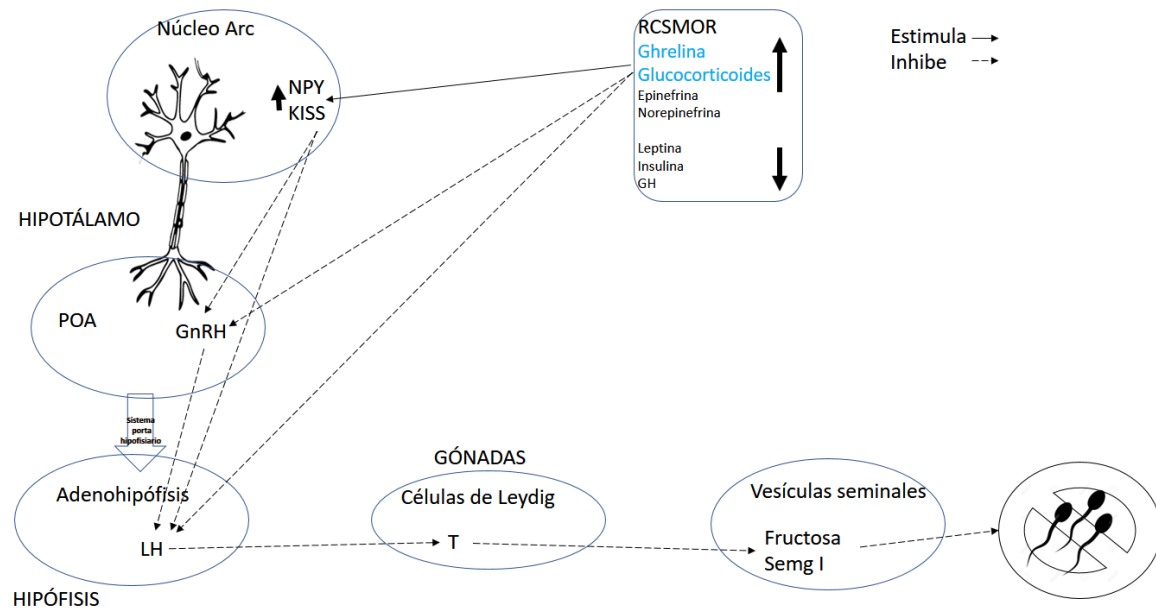 Núcleo Arc
NPY
KISS
HIPOTÁLAMO
POA
GnRH
Sistema
porta
hipofisiario
Adenohipófisis
LH
HIPÓFISIS
GÓNADAS
Células de Leydig
T
Vesículas seminales
Fructosa
Semg I
RCSMOR
Ghrelina
Glucocorticoides
Epinefrina
Norepinefrina
Leptina
Insulina
GH
Estimula
Inhibe